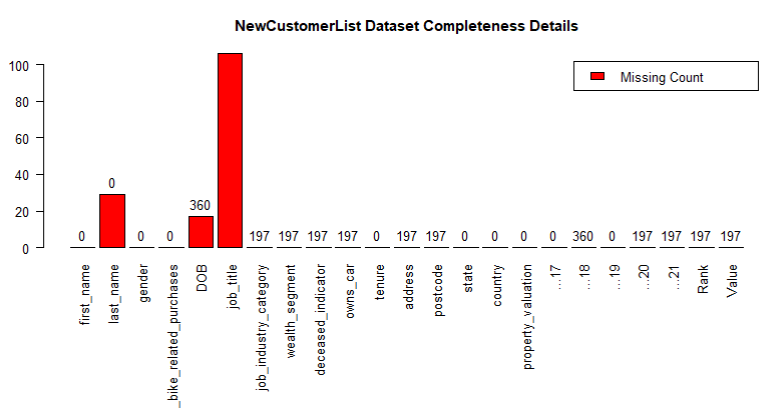 NewCustomerList Dataset Completeness Details
Missing Count
100
80
60
40
20
0
0
0
0
0
360
197
197
197
197
0
197
197
0
0
0
0
360
0
197
197
197
197
first_name
last_name
gender
_bike_related_purchases
DOB
job_title
job_industry_category
wealth_segment
deceased_indicator
owns_car
tenure
address
postcode
state
country
property_valuation
...17
...18
...19
...20
...21
Rank
Value